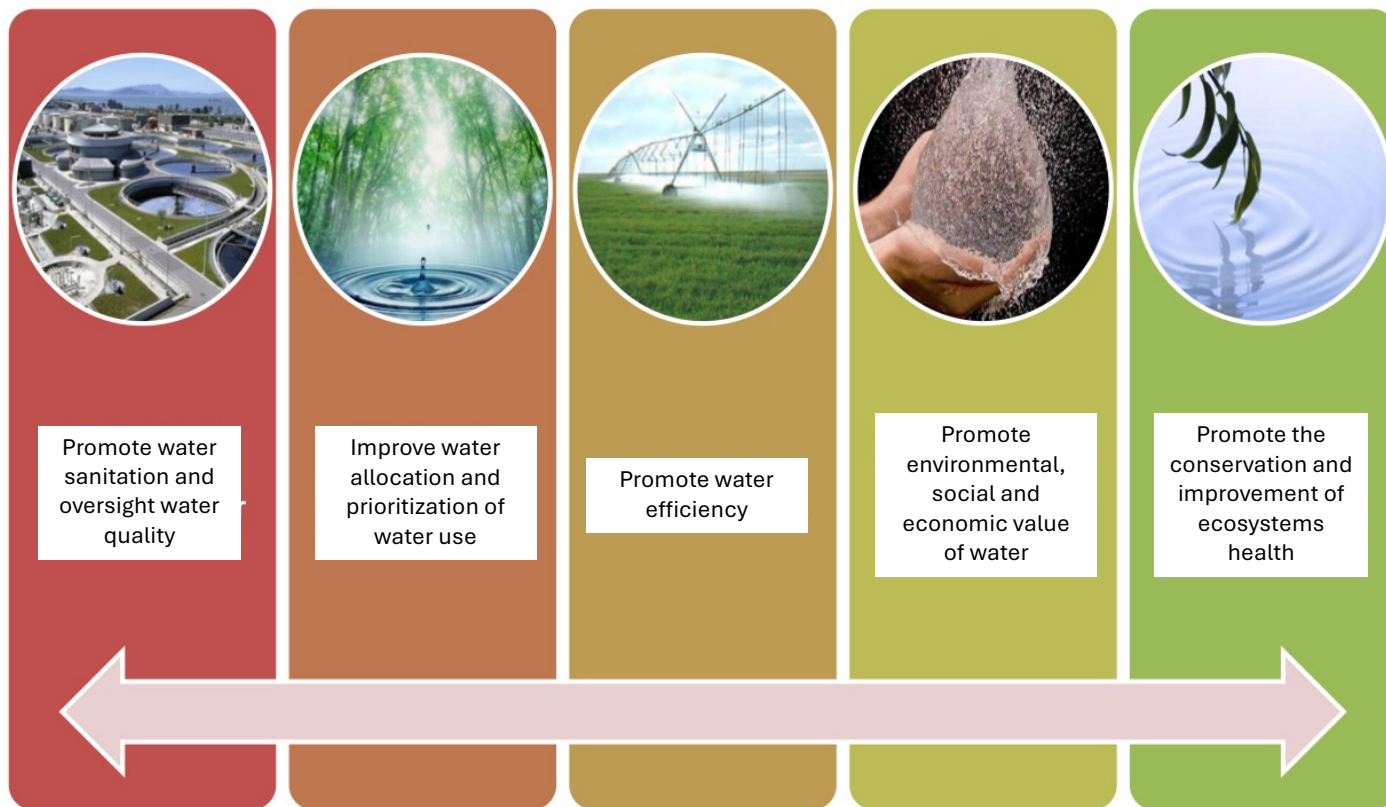 Promote water
sanitation and
oversight water
quality
Improve water
allocation and
prioritization of
water use
Promote water
efficiency
Promote
environmental,
social and
economic value
of water
Promote the
conservation and
improvement of
ecosystems
health